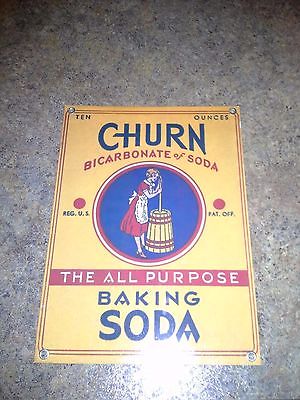 TEN OUNCES
CHURN
BICARBONATE of SODA
REG. U.S. PAT. OFF.
THE ALL PURPOSE
BAKING
SODA